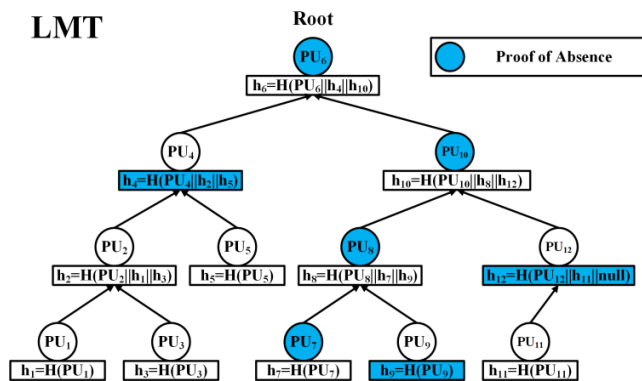 LMT
Root
Proof of Absence
PU₆
h₆=H(PU₆||h₄||h₁₀)
PU₄
PU₁₀
h₄=H(PU₄||h₂||h₅)
h₁₀=H(PU₁₀||h₈||h₁₂)
PU₂
PU₅
PU₈
PU₁₂
h₂=H(PU₂||h₁||h₃)
h₅=H(PU₅)
h₈=H(PU₈||h₇||h₉)
h₁₂=H(PU₁₂||h₁₁||null)
PU₁
PU₃
PU₇
PU₉
PU₁₁
h₁=H(PU₁)
h₃=H(PU₃)
h₇=H(PU₇)
h₉=H(PU₉)
h₁₁=H(PU₁₁)